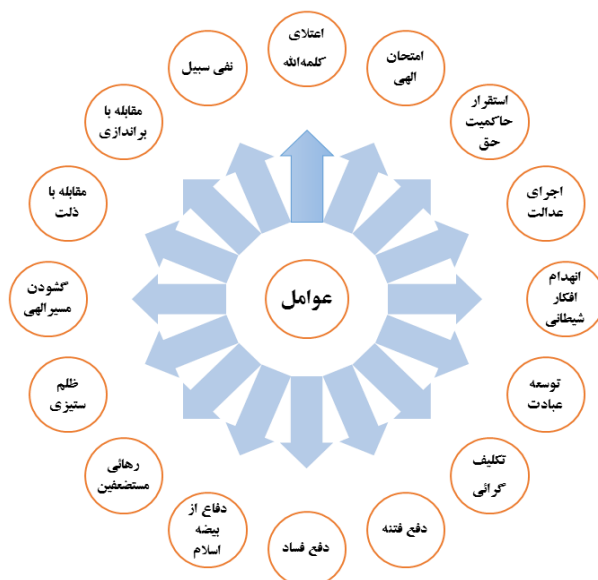 اعتلای
کلمه‌الله
امتحان
الهی
استقرار
حاکمیت
حق
اجرای
عدالت
انهدام
افکار
شیطانی
توسعه
عبادت
تکلیف
گرائی
دفع فتنه
دفع فساد
دفاع از
بیضه
اسلام
رهائی
مستضعفین
ظلم
ستیزی
گشودن
مسیرالهی
مقابله با
ذلت
مقابله با
براندازی
نفی سبیل
عوامل